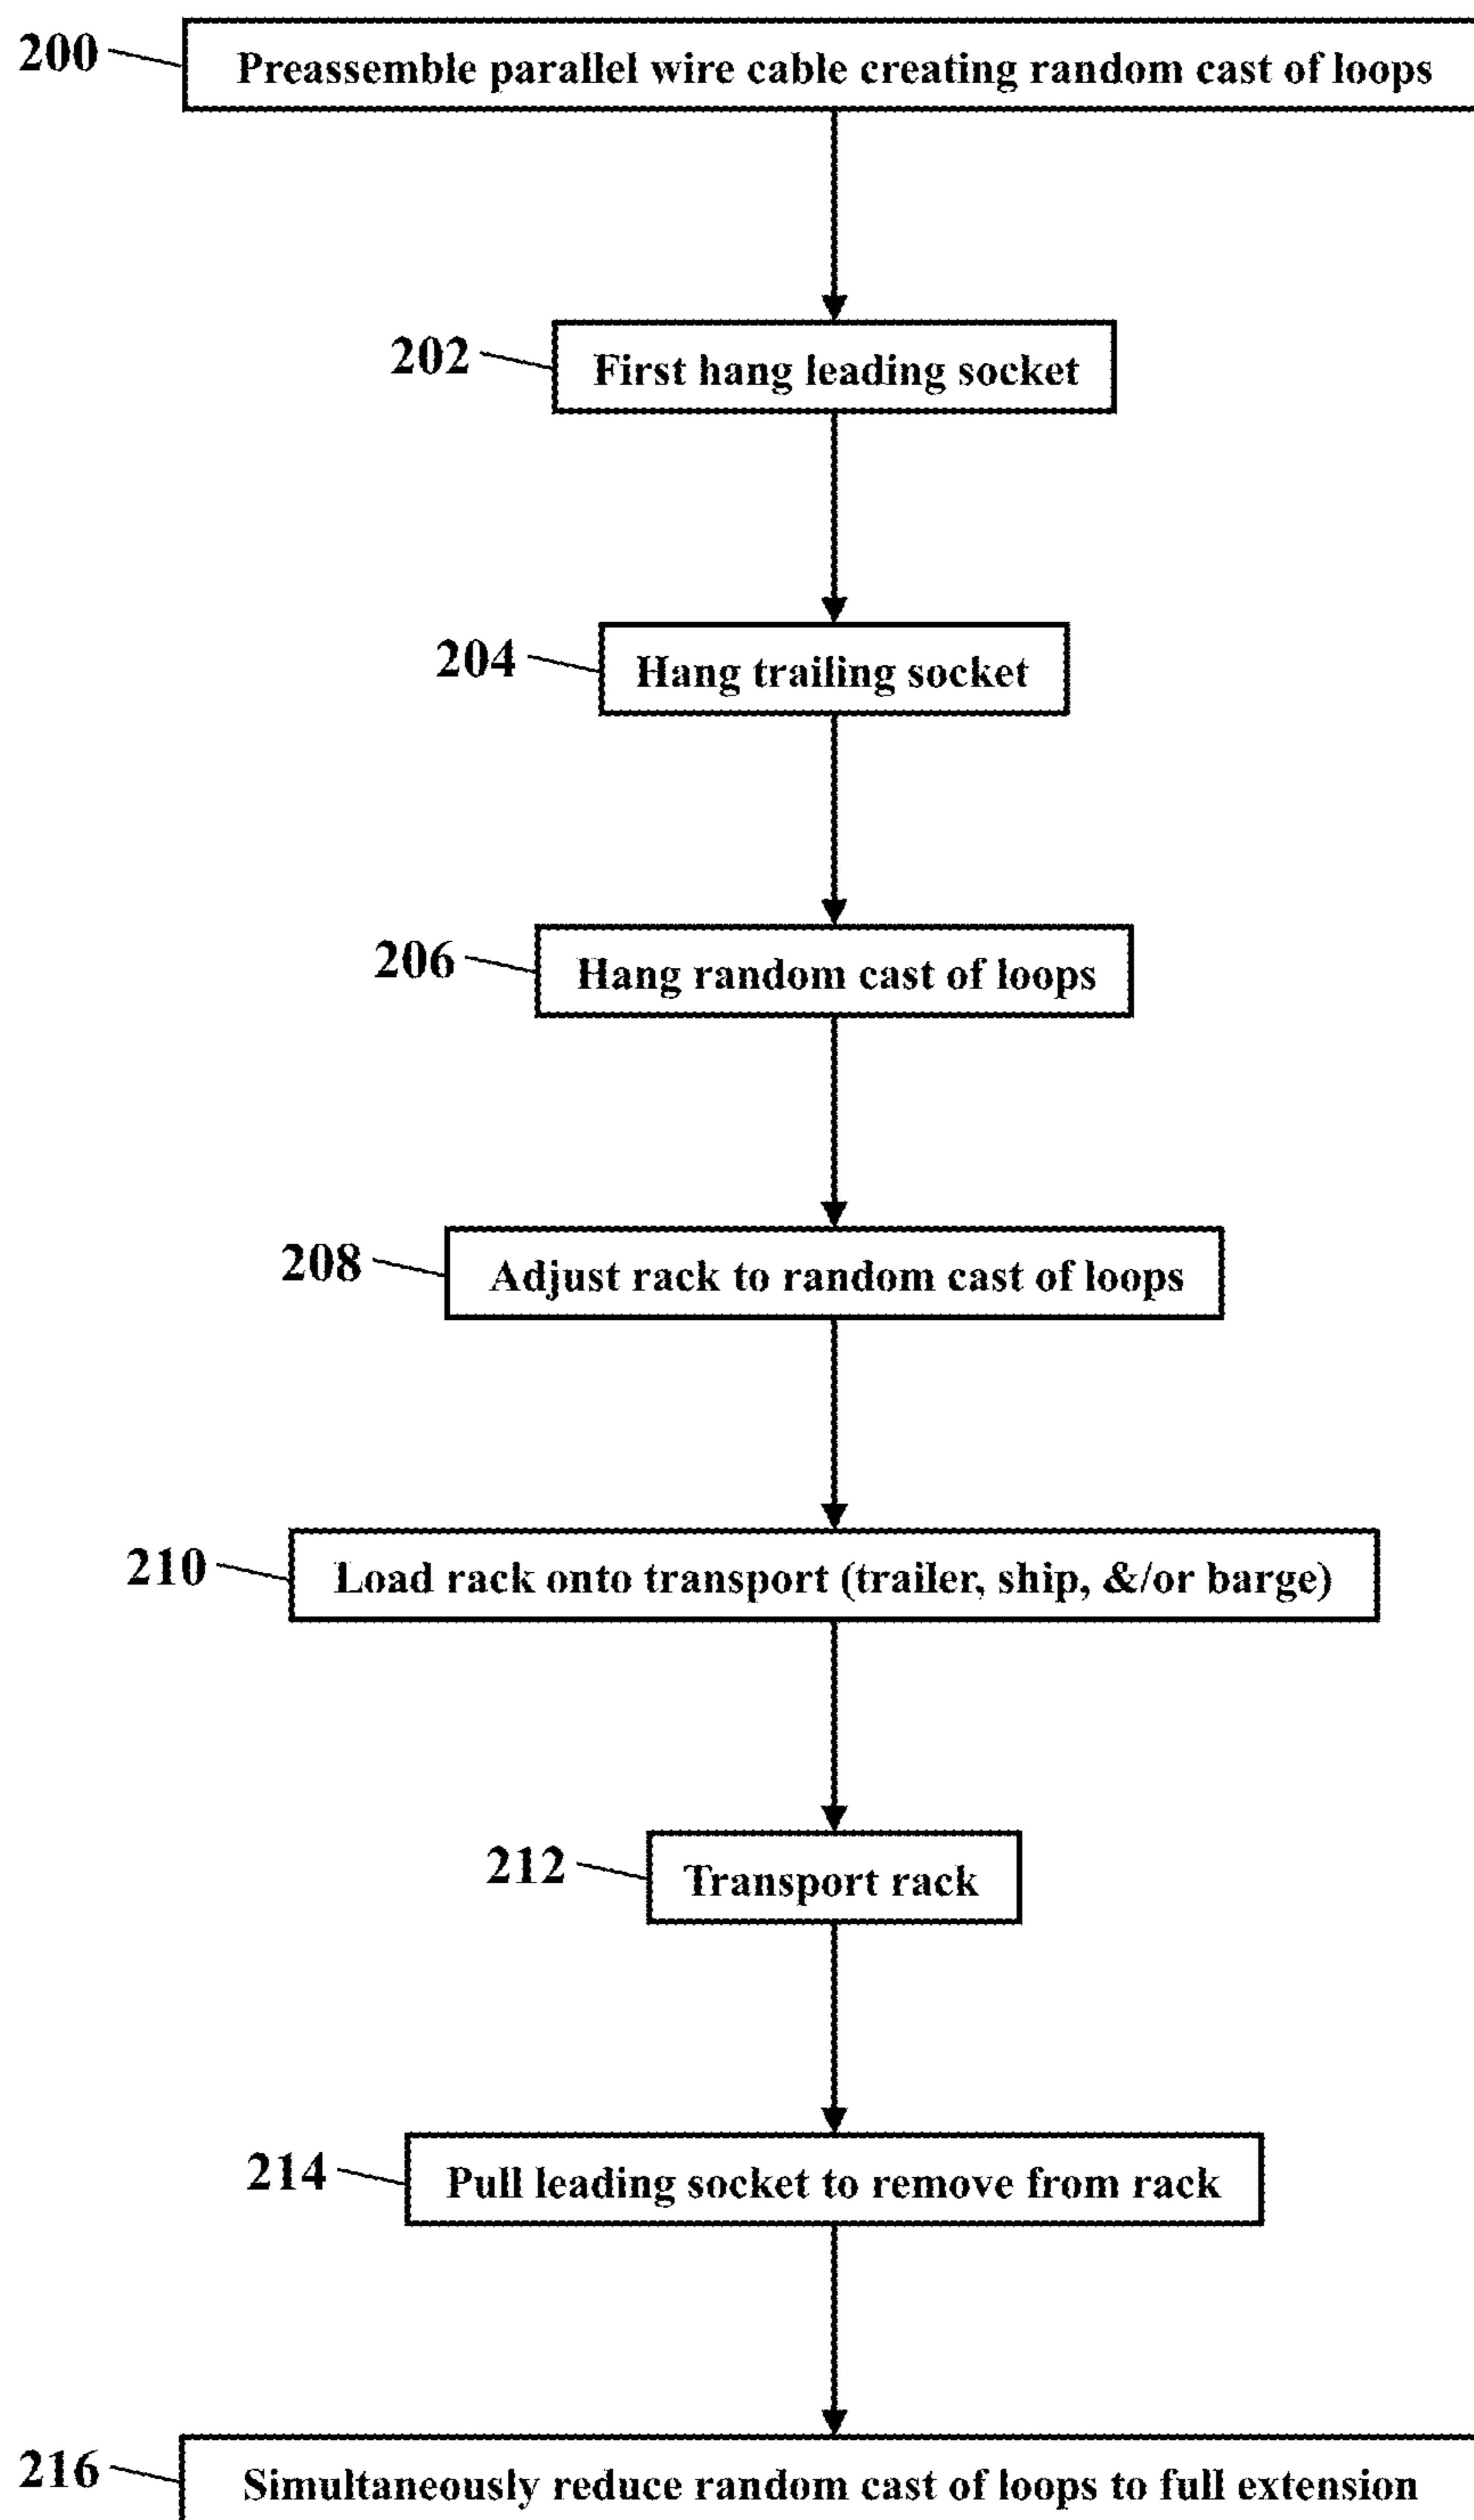 200 Preassemble parallel wire cable creating random cast of loops
202 First hang leading socket
204 Hang trailing socket
206 Hang random cast of loops
208 Adjust rack to random cast of loops
210 Load rack onto transport (trailer, ship, &/or barge)
212 Transport rack
214 Pull leading socket to remove from rack
216 Simultaneously reduce random cast of loops to full extension